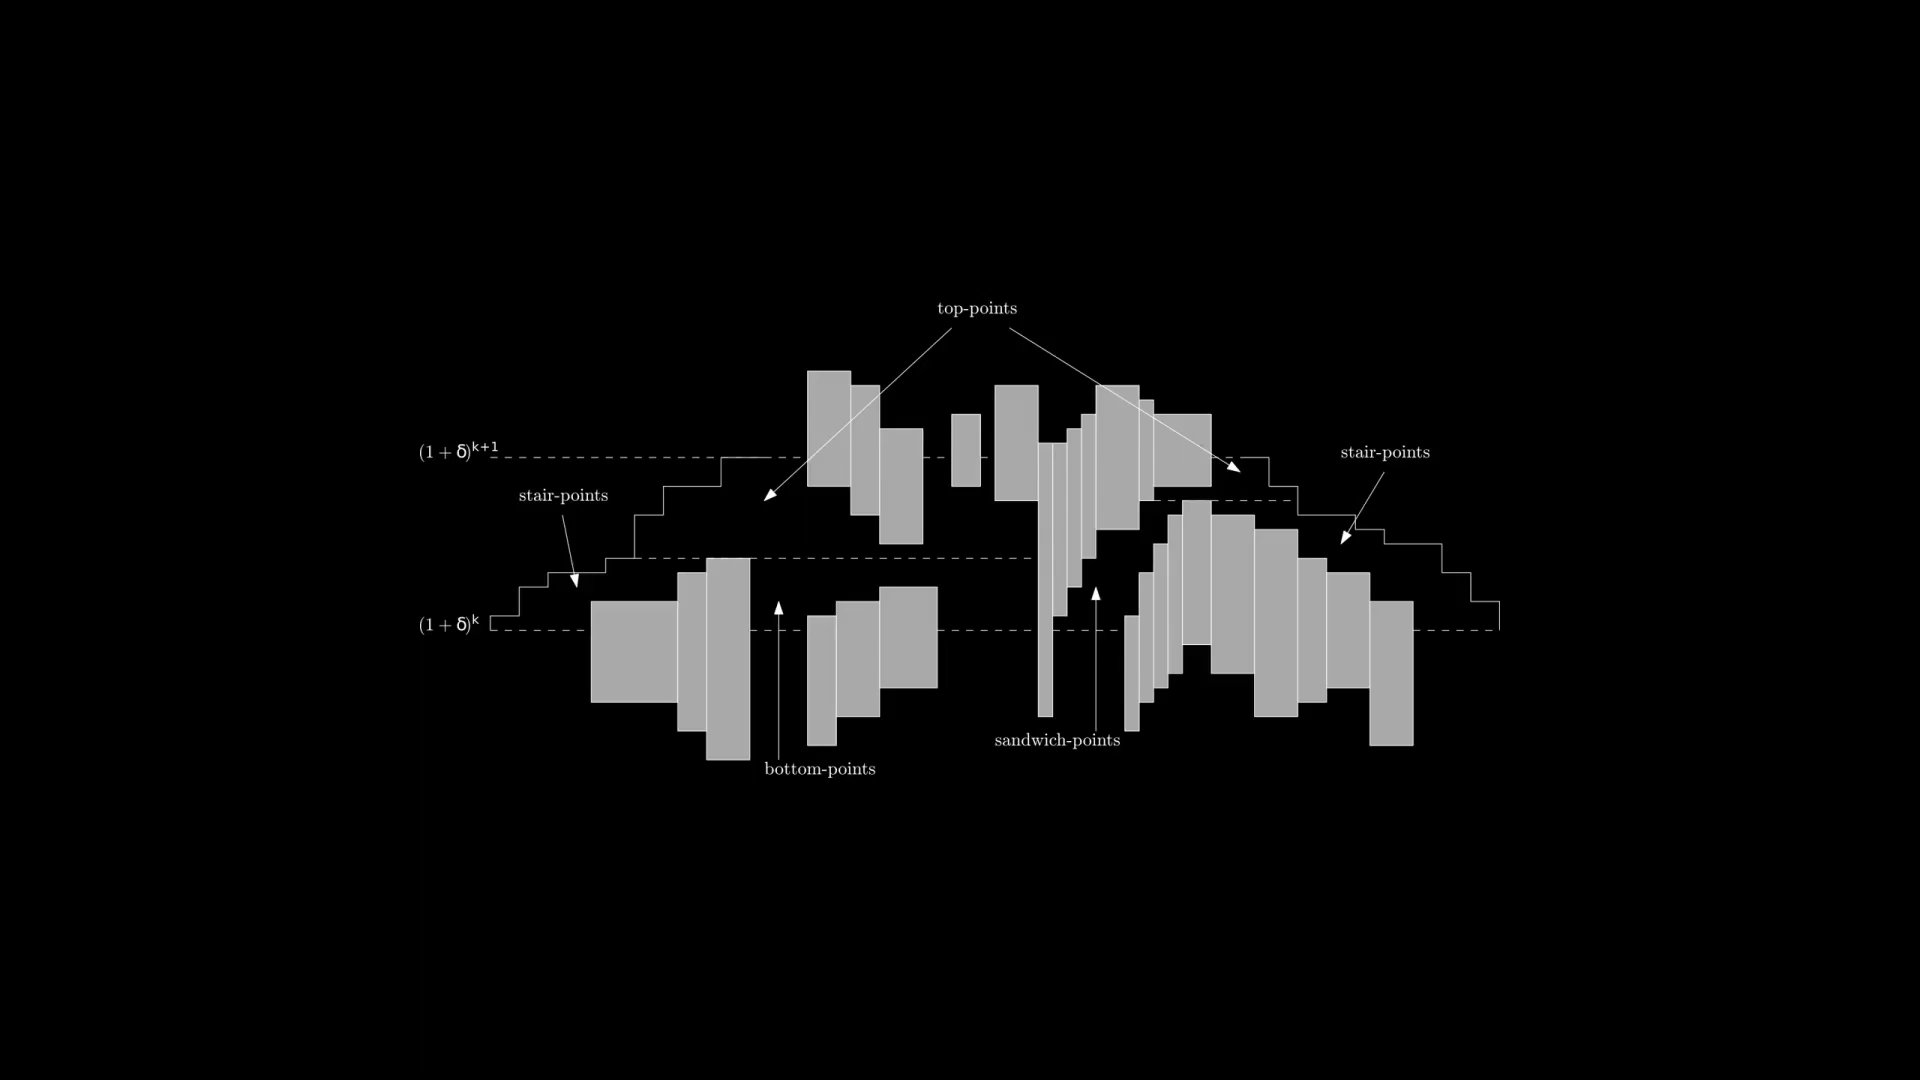 top-points
(1 + δ)^{k+1}
stair-points
stair-points
(1 + δ)^k
sandwich-points
bottom-points